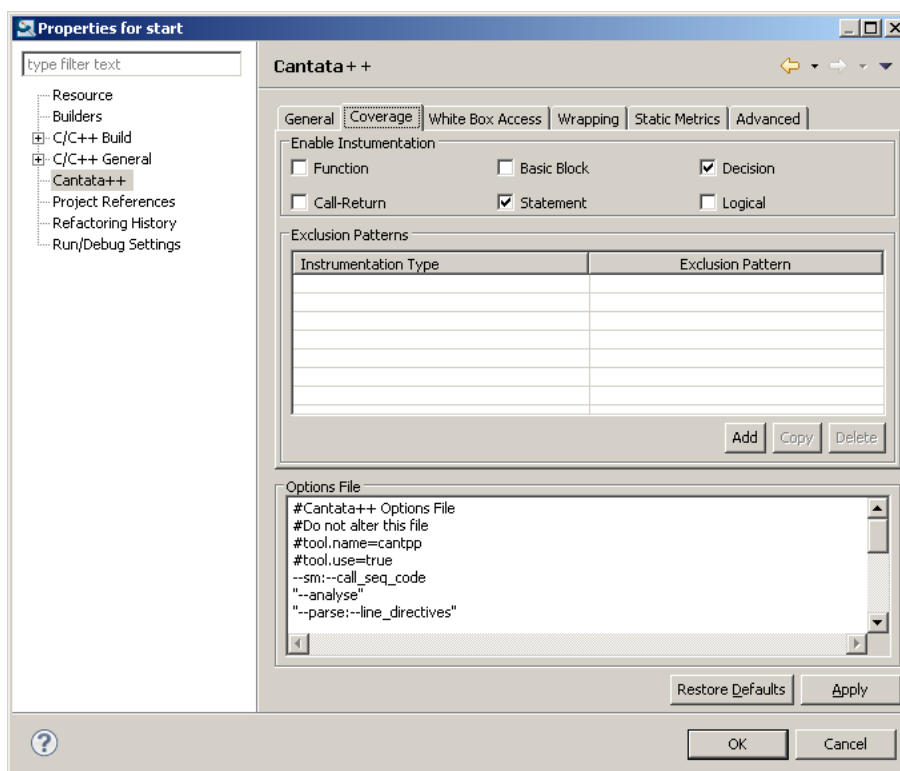 Properties for start
type filter text
Resource
Builders
C/C++ Build
C/C++ General
Cantata++
Project References
Refactoring History
Run/Debug Settings
Cantata++
General Coverage White Box Access Wrapping Static Metrics Advanced
Enable Instumentation
Function Basic Block Decision
Call-Return Statement Logical
Exclusion Patterns
Instrumentation Type Exclusion Pattern
Add Copy Delete
Options File
#Cantata++ Options File
#Do not alter this file
#tool.name=cantpp
#tool.use=true
--sm:--call_seq_code
"--analyse"
"--parse:--line_directives"
Restore Defaults Apply
OK Cancel